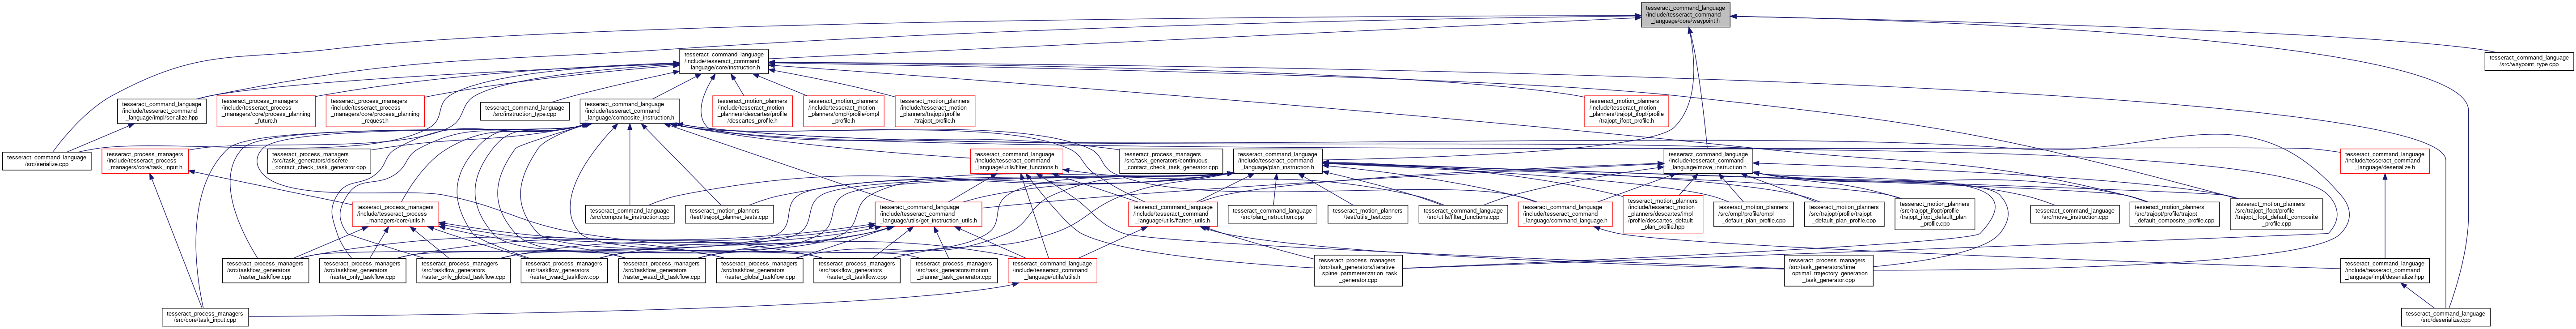 tesseract_command_language
/include/tesseract_command
_language/core/waypoint.h
tesseract_command_language
/include/tesseract_command
_language/core/instruction.h
tesseract_command_language
/src/waypoint_type.cpp
tesseract_command_language
/include/tesseract_command
_language/impl/serialize.hpp
tesseract_process_managers
/include/tesseract_process
_managers/core/process_planning
_future.h
tesseract_process_managers
/include/tesseract_process
_managers/core/process_planning
_request.h
tesseract_command_language
/src/instruction_type.cpp
tesseract_command_language
/include/tesseract_command
_language/composite_instruction.h
tesseract_motion_planners
/include/tesseract_motion
_planners/descartes/profile
/descartes_profile.h
tesseract_motion_planners
/include/tesseract_motion
_planners/ompl/profile/ompl
_profile.h
tesseract_motion_planners
/include/tesseract_motion
_planners/trajopt/profile
/trajopt_profile.h
tesseract_motion_planners
/include/tesseract_motion
_planners/trajopt_ifopt/profile
/trajopt_ifopt_profile.h
tesseract_command_language
/src/serialize.cpp
tesseract_process_managers
/include/tesseract_process
_managers/core/task_input.h
tesseract_process_managers
/src/task_generators/discrete
_contact_check_task_generator.cpp
tesseract_process_managers
/src/task_generators/continuous
_contact_check_task_generator.cpp
tesseract_command_language
/include/tesseract_command
_language/utils/filter_functions.h
tesseract_command_language
/include/tesseract_command
_language/plan_instruction.h
tesseract_command_language
/include/tesseract_command
_language/move_instruction.h
tesseract_command_language
/include/tesseract_command
_language/deserialize.h
tesseract_process_managers
/include/tesseract_process
_managers/core/utils.h
tesseract_command_language
/src/composite_instruction.cpp
tesseract_motion_planners
/test/trajopt_planner_tests.cpp
tesseract_command_language
/include/tesseract_command
_language/utils/get_instruction_utils.h
tesseract_command_language
/include/tesseract_command
_language/utils/flatten_utils.h
tesseract_command_language
/src/plan_instruction.cpp
tesseract_motion_planners
/test/utils_test.cpp
tesseract_command_language
/src/utils/filter_functions.cpp
tesseract_command_language
/include/tesseract_command
_language/command_language.h
tesseract_motion_planners
/include/tesseract_motion
_planners/descartes/impl
/profile/descartes_default
_plan_profile.hpp
tesseract_motion_planners
/src/ompl/profile/ompl
_default_plan_profile.cpp
tesseract_motion_planners
/src/trajopt/profile/trajopt
_default_plan_profile.cpp
tesseract_motion_planners
/src/trajopt_ifopt/profile
/trajopt_ifopt_default_plan
_profile.cpp
tesseract_command_language
/src/move_instruction.cpp
tesseract_motion_planners
/src/trajopt/profile/trajopt
_default_composite_profile.cpp
tesseract_motion_planners
/src/trajopt_ifopt/profile
/trajopt_ifopt_default_composite
_profile.cpp
tesseract_process_managers
/src/taskflow_generators
/raster_taskflow.cpp
tesseract_process_managers
/src/taskflow_generators
/raster_only_taskflow.cpp
tesseract_process_managers
/src/taskflow_generators
/raster_only_global_taskflow.cpp
tesseract_process_managers
/src/taskflow_generators
/raster_waad_taskflow.cpp
tesseract_process_managers
/src/taskflow_generators
/raster_waad_dt_taskflow.cpp
tesseract_process_managers
/src/taskflow_generators
/raster_global_taskflow.cpp
tesseract_process_managers
/src/taskflow_generators
/raster_dt_taskflow.cpp
tesseract_process_managers
/src/task_generators/motion
_planner_task_generator.cpp
tesseract_command_language
/include/tesseract_command
_language/utils/utils.h
tesseract_process_managers
/src/task_generators/iterative
_spline_parameterization_task
_generator.cpp
tesseract_process_managers
/src/task_generators/time
_optimal_trajectory_generation
_task_generator.cpp
tesseract_command_language
/include/tesseract_command
_language/impl/deserialize.hpp
tesseract_process_managers
/src/core/task_input.cpp
tesseract_command_language
/src/deserialize.cpp